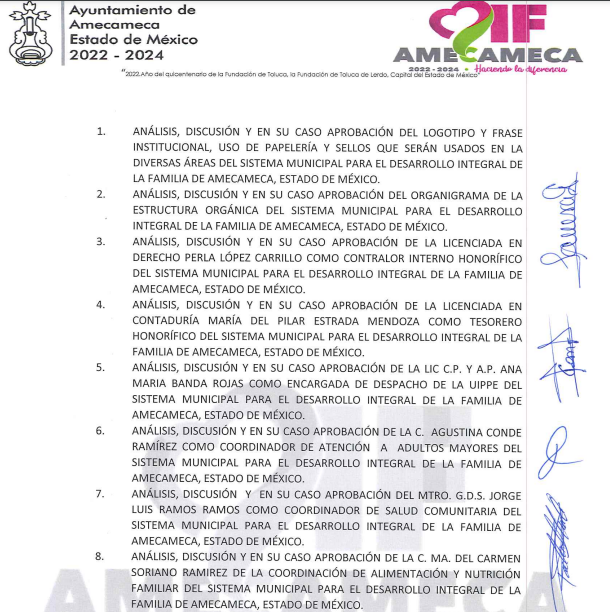 Ayuntamiento de
Amecameca
Estado de México
2022 - 2024
DIF
AMECAMECA
2022 - 2024 • Haciendo la diferencia
"2022.Año del quicentenario de la Fundación de Taluca, la Fundación de Toluca de Lerdo, Capital del Estado de México"
1. ANÁLISIS, DISCUSIÓN Y EN SU CASO APROBACIÓN DEL LOGOTIPO Y FRASE
INSTITUCIONAL, USO DE PAPELERÍA Y SELLOS QUE SERÁN USADOS EN LA
DIVERSAS ÁREAS DEL SISTEMA MUNICIPAL PARA EL DESARROLLO INTEGRAL DE
LA FAMILIA DE AMECAMECA, ESTADO DE MÉXICO.
2. ANÁLISIS, DISCUSIÓN Y EN SU CASO APROBACIÓN DEL ORGANIGRAMA DE LA
ESTRUCTURA ORGÁNICA DEL SISTEMA MUNICIPAL PARA EL DESARROLLO
INTEGRAL DE LA FAMILIA DE AMECAMECA, ESTADO DE MÉXICO.
3. ANÁLISIS, DISCUSIÓN Y EN SU CASO APROBACIÓN DE LA LICENCIADA EN
DERECHO PERLA LÓPEZ CARRILLO COMO CONTRALOR INTERNO HONORÍFICO
DEL SISTEMA MUNICIPAL PARA EL DESARROLLO INTEGRAL DE LA FAMILIA DE
AMECAMECA, ESTADO DE MÉXICO.
4. ANÁLISIS, DISCUSIÓN Y EN SU CASO APROBACIÓN DE LA LICENCIADA EN
CONTADURÍA MARÍA DEL PILAR ESTRADA MENDOZA COMO TESORERO
HONORÍFICO DEL SISTEMA MUNICIPAL PARA EL DESARROLLO INTEGRAL DE LA
FAMILIA DE AMECAMECA, ESTADO DE MÉXICO.
5. ANÁLISIS, DISCUSIÓN Y EN SU CASO APROBACIÓN DE LA LIC C.P. Y A.P. ANA
MARIA BANDA ROJAS COMO ENCARGADA DE DESPACHO DE LA UIPPE DEL
SISTEMA MUNICIPAL PARA EL DESARROLLO INTEGRAL DE LA FAMILIA DE
AMECAMECA, ESTADO DE MÉXICO.
6. ANÁLISIS, DISCUSIÓN Y EN SU CASO APROBACIÓN DE LA C. AGUSTINA CONDE
RAMÍREZ COMO COORDINADOR DE ATENCIÓN A ADULTOS MAYORES DEL
SISTEMA MUNICIPAL PARA EL DESARROLLO INTEGRAL DE LA FAMILIA DE
AMECAMECA, ESTADO DE MÉXICO.
7. ANÁLISIS, DISCUSIÓN Y EN SU CASO APROBACIÓN DEL MTRO. G.D.S. JORGE
LUIS RAMOS RAMOS COMO COORDINADOR DE SALUD COMUNITARIA DEL
SISTEMA MUNICIPAL PARA EL DESARROLLO INTEGRAL DE LA FAMILIA DE
AMECAMECA, ESTADO DE MÉXICO.
8. ANÁLISIS, DISCUSIÓN Y EN SU CASO APROBACIÓN DE LA C. MA. DEL CARMEN
SORIANO RAMIREZ DE LA COORDINACIÓN DE ALIMENTACIÓN Y NUTRICIÓN
FAMILIAR DEL SISTEMA MUNICIPAL PARA EL DESARROLLO INTEGRAL DE LA
FAMILIA DE AMECAMECA, ESTADO DE MÉXICO.